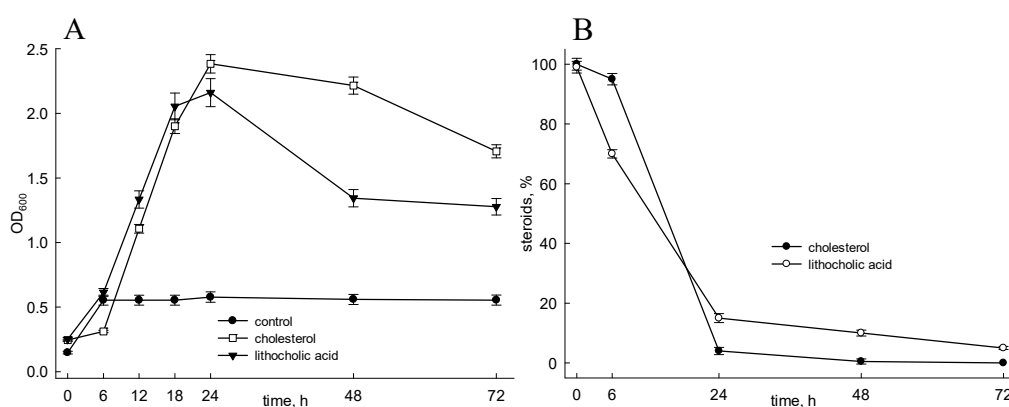 A
2.5
2.0
1.5
1.0
0.5
0.0
OD600
control
cholesterol
lithocholic acid
0 6 12 18 24 48 72
time, h
B
100
80
60
40
20
0
steroids, %
cholesterol
lithocholic acid
0 6 24 48 72
time, h